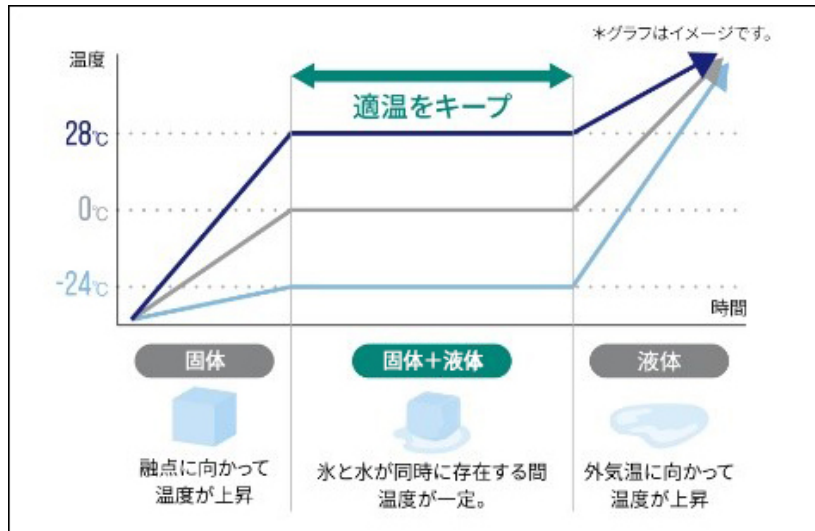 ＊グラフはイメージです。
温度
適温をキープ
28℃
0℃
-24℃
時間
固体
固体＋液体
液体
融点に向かって
温度が上昇
氷と水が同時に存在する間
温度が一定。
外気温に向かって
温度が上昇